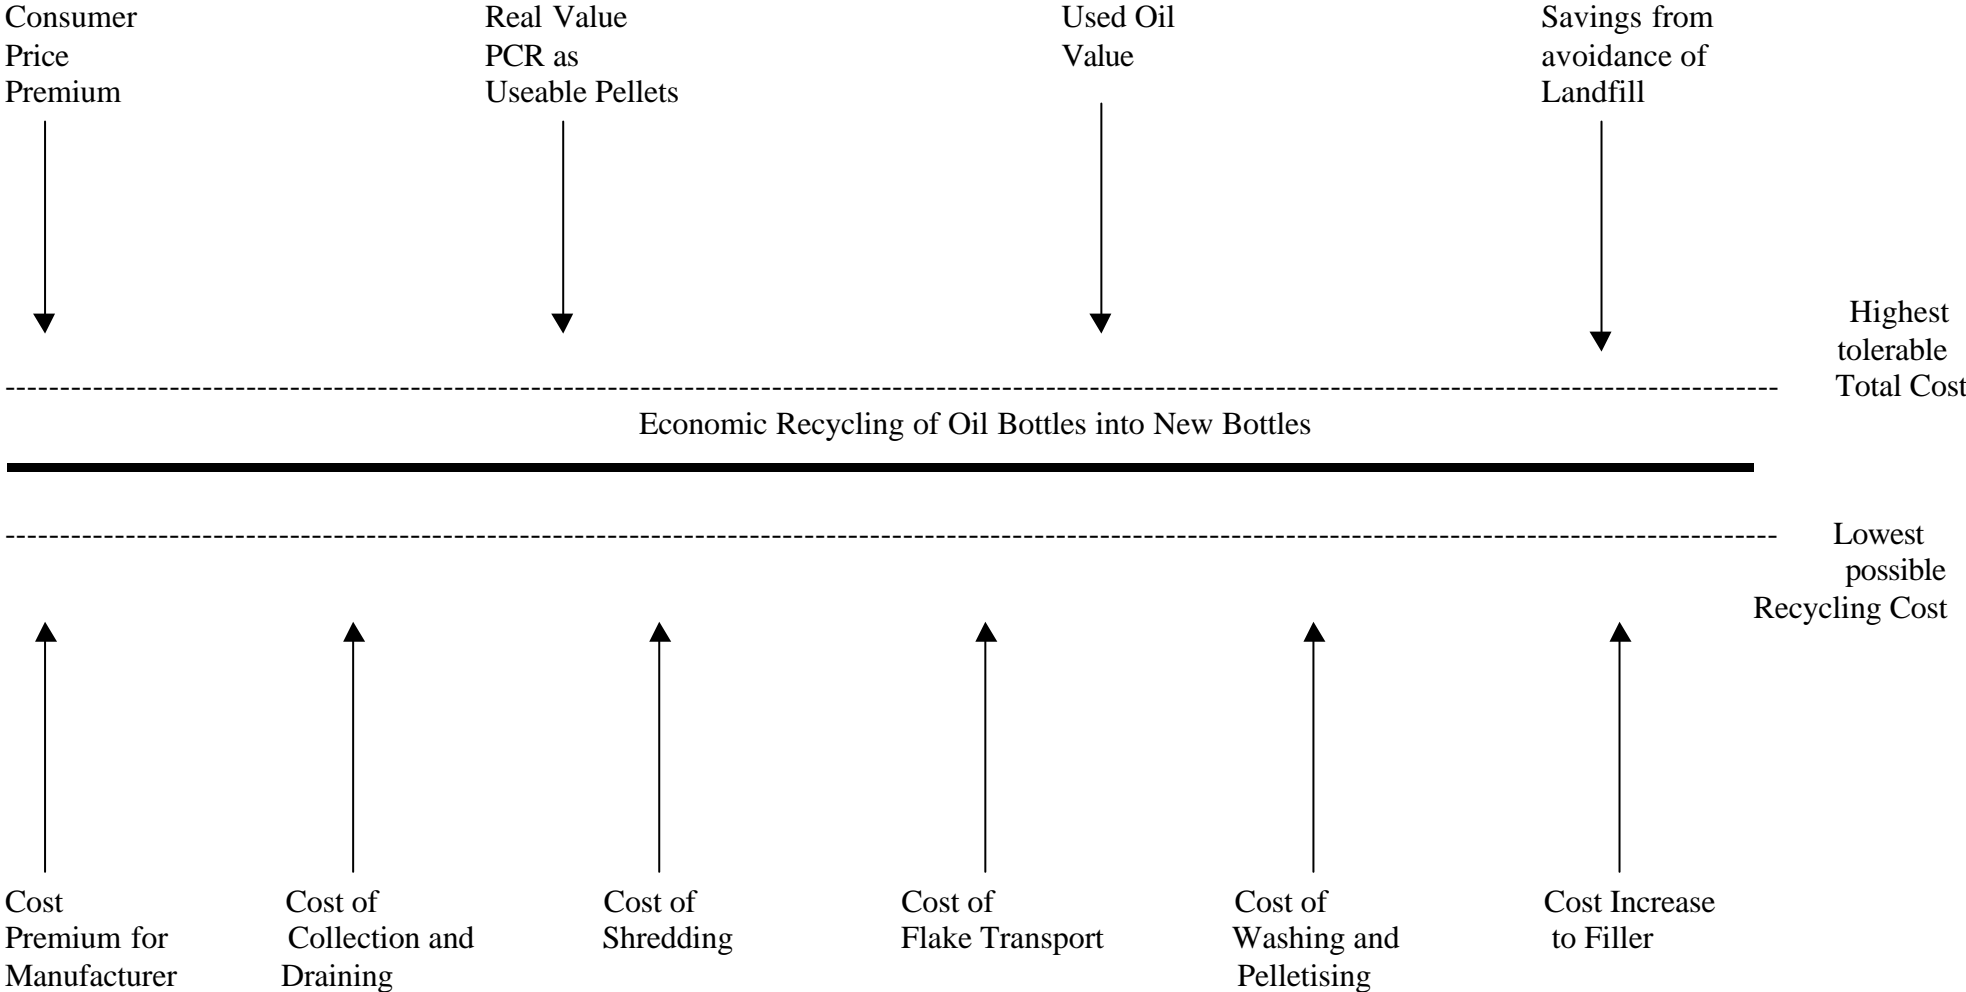 Consumer
Price
Premium
Real Value
PCR as
Useable Pellets
Used Oil
Value
Savings from
avoidance of
Landfill
Highest
tolerable
Total Cost
Economic Recycling of Oil Bottles into New Bottles
Lowest
possible
Recycling Cost
Cost
Premium for
Manufacturer
Cost of
Collection and
Draining
Cost of
Shredding
Cost of
Flake Transport
Cost of
Washing and
Pelletising
Cost Increase
to Filler